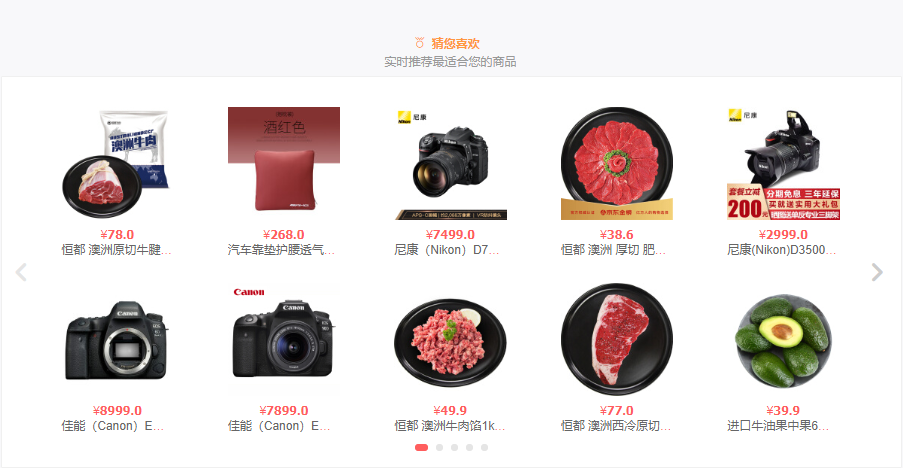 猜您喜欢
实时推荐最适合您的商品
澳洲牛肉
¥78.0
恒都 澳洲原切牛腱...
酒红色
¥268.0
汽车靠垫护腰透气...
Nikon 尼康
¥7499.0
尼康（Nikon）D7...
¥38.6
恒都 澳洲 厚切 肥...
Nikon 尼康
套装立减
200元
分期免息 三年延保
买就送实用大礼包
¥2999.0
尼康(Nikon)D3500...
Canon
¥8999.0
佳能（Canon）E...
Canon
Canon
¥7899.0
佳能（Canon）E...
¥49.9
恒都 澳洲牛肉馅1k...
¥77.0
恒都 澳洲西冷原切...
¥39.9
进口牛油果中果6...